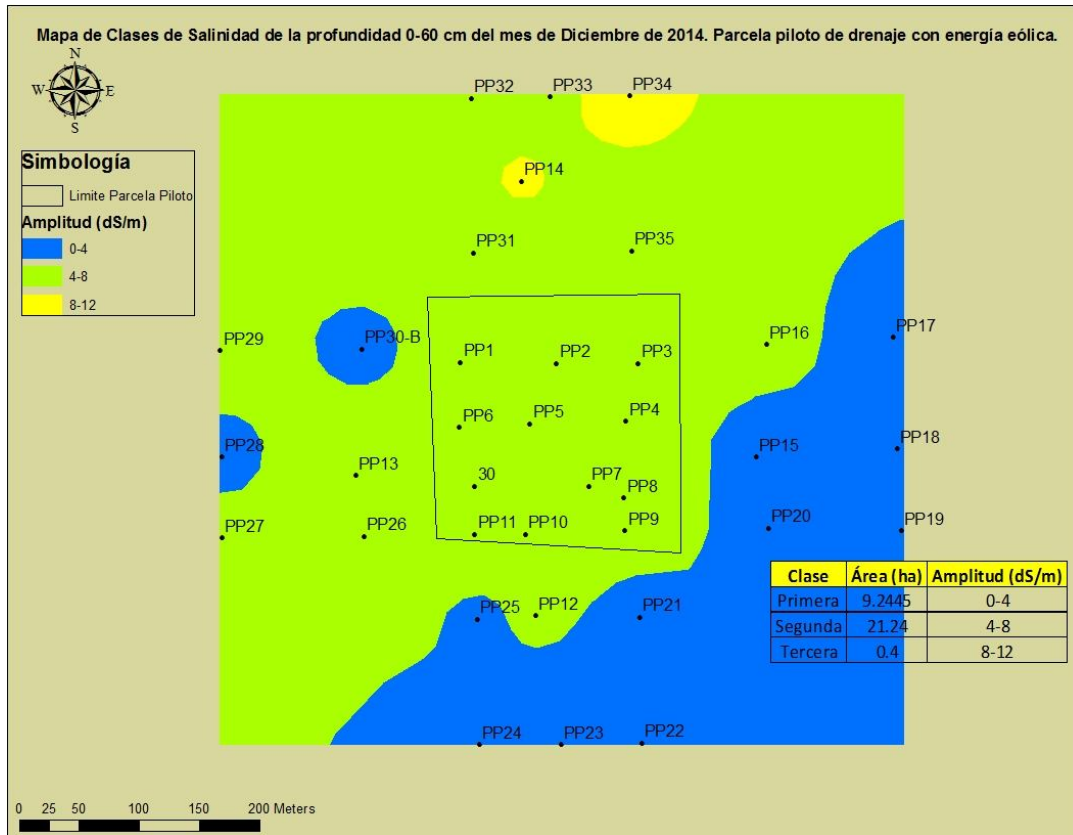 Mapa de Clases de Salinidad de la profundidad 0-60 cm del mes de Diciembre de 2014. Parcela piloto de drenaje con energía eólica.
N
W E
S
PP32 PP33 PP34
PP14
Simbología
Limite Parcela Piloto
Amplitud (dS/m)
0-4
4-8
8-12
PP31 PP35
PP29 PP30-B PP1 PP2 PP3 PP16 PP17
PP28 PP6 PP5 PP4 PP15 PP18
PP13 30 PP7 PP8
PP27 PP26 PP11 PP10 PP9 PP20 PP19
PP25 PP12 PP21
Clase Área (ha) Amplitud (dS/m)
Primera 9.2445 0-4
Segunda 21.24 4-8
Tercera 0.4 8-12
PP24 PP23 PP22
0 25 50 100 150 200 Meters